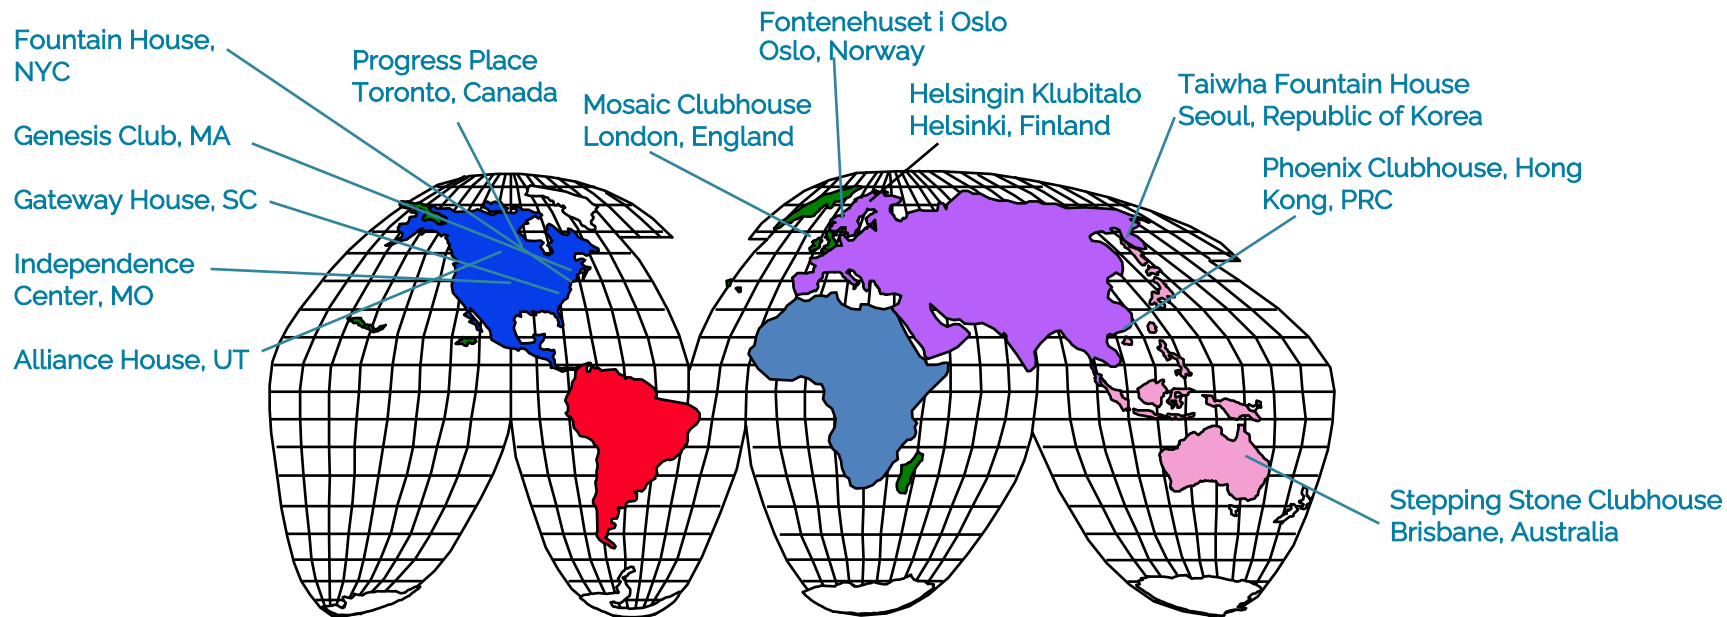 Fountain House,
NYC
Genesis Club, MA
Gateway House, SC
Independence
Center, MO
Alliance House, UT
Progress Place
Toronto, Canada
Mosaic Clubhouse
London, England
Fontenehuset i Oslo
Oslo, Norway
Helsingin Klubitalo
Helsinki, Finland
Taiwha Fountain House
Seoul, Republic of Korea
Phoenix Clubhouse, Hong
Kong, PRC
Stepping Stone Clubhouse
Brisbane, Australia